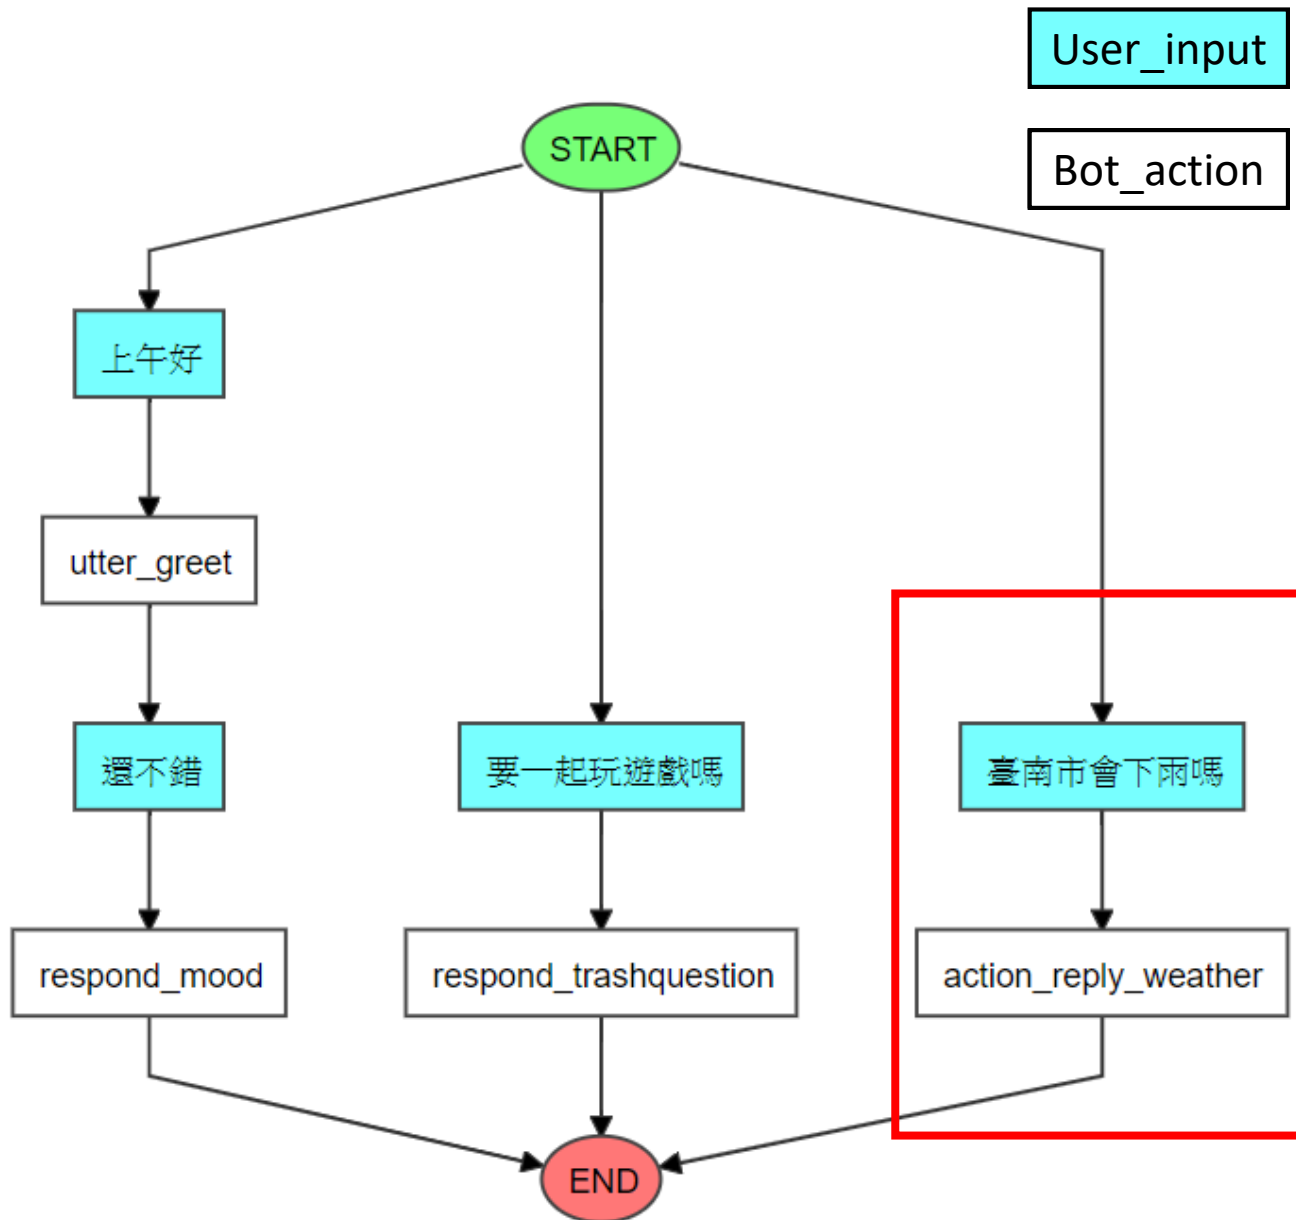 User_input
Bot_action
START
上午好
utter_greet
還不錯
要一起玩遊戲嗎
臺南市會下雨嗎
respond_mood
respond_trashquestion
action_reply_weather
END